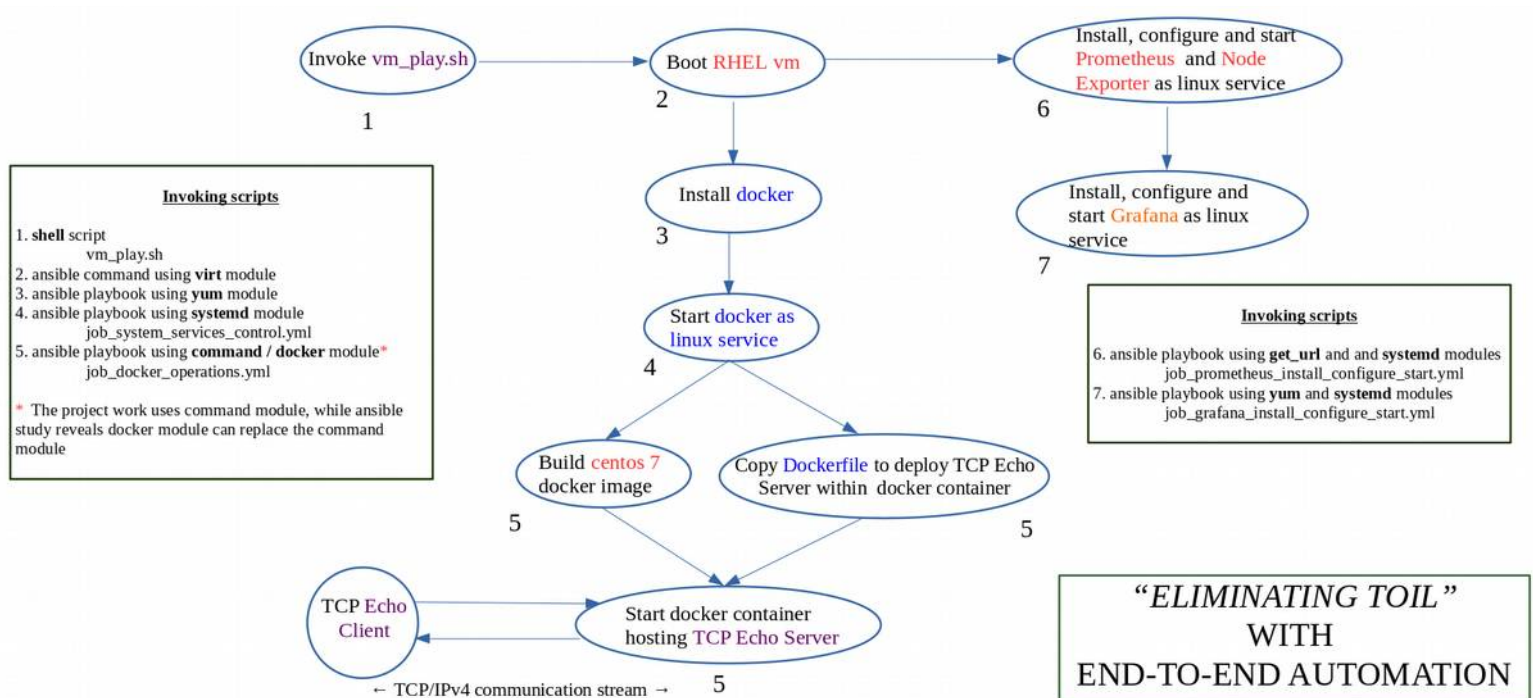 Invoke vm_play.sh
1
Boot RHEL vm
2
Install, configure and start
Prometheus and Node
Exporter as linux service
6
Install docker
3
Install, configure and
start Grafana as linux
service
7
Invoking scripts
1. shell script
vm_play.sh
2. ansible command using virt module
3. ansible playbook using yum module
4. ansible playbook using systemd module
job_system_services_control.yml
5. ansible playbook using command / docker module*
job_docker_operations.yml
* The project work uses command module, while ansible
study reveals docker module can replace the command
module
Start docker as
linux service
4
Invoking scripts
6. ansible playbook using get_url and and systemd modules
job_prometheus_install_configure_start.yml
7. ansible playbook using yum and systemd modules
job_grafana_install_configure_start.yml
Build centos 7
docker image
5
Copy Dockerfile to deploy TCP Echo
Server within docker container
5
TCP Echo
Client
Start docker container
hosting TCP Echo Server
5
← TCP/IPv4 communication stream →
“ELIMINATING TOIL”
WITH
END-TO-END AUTOMATION